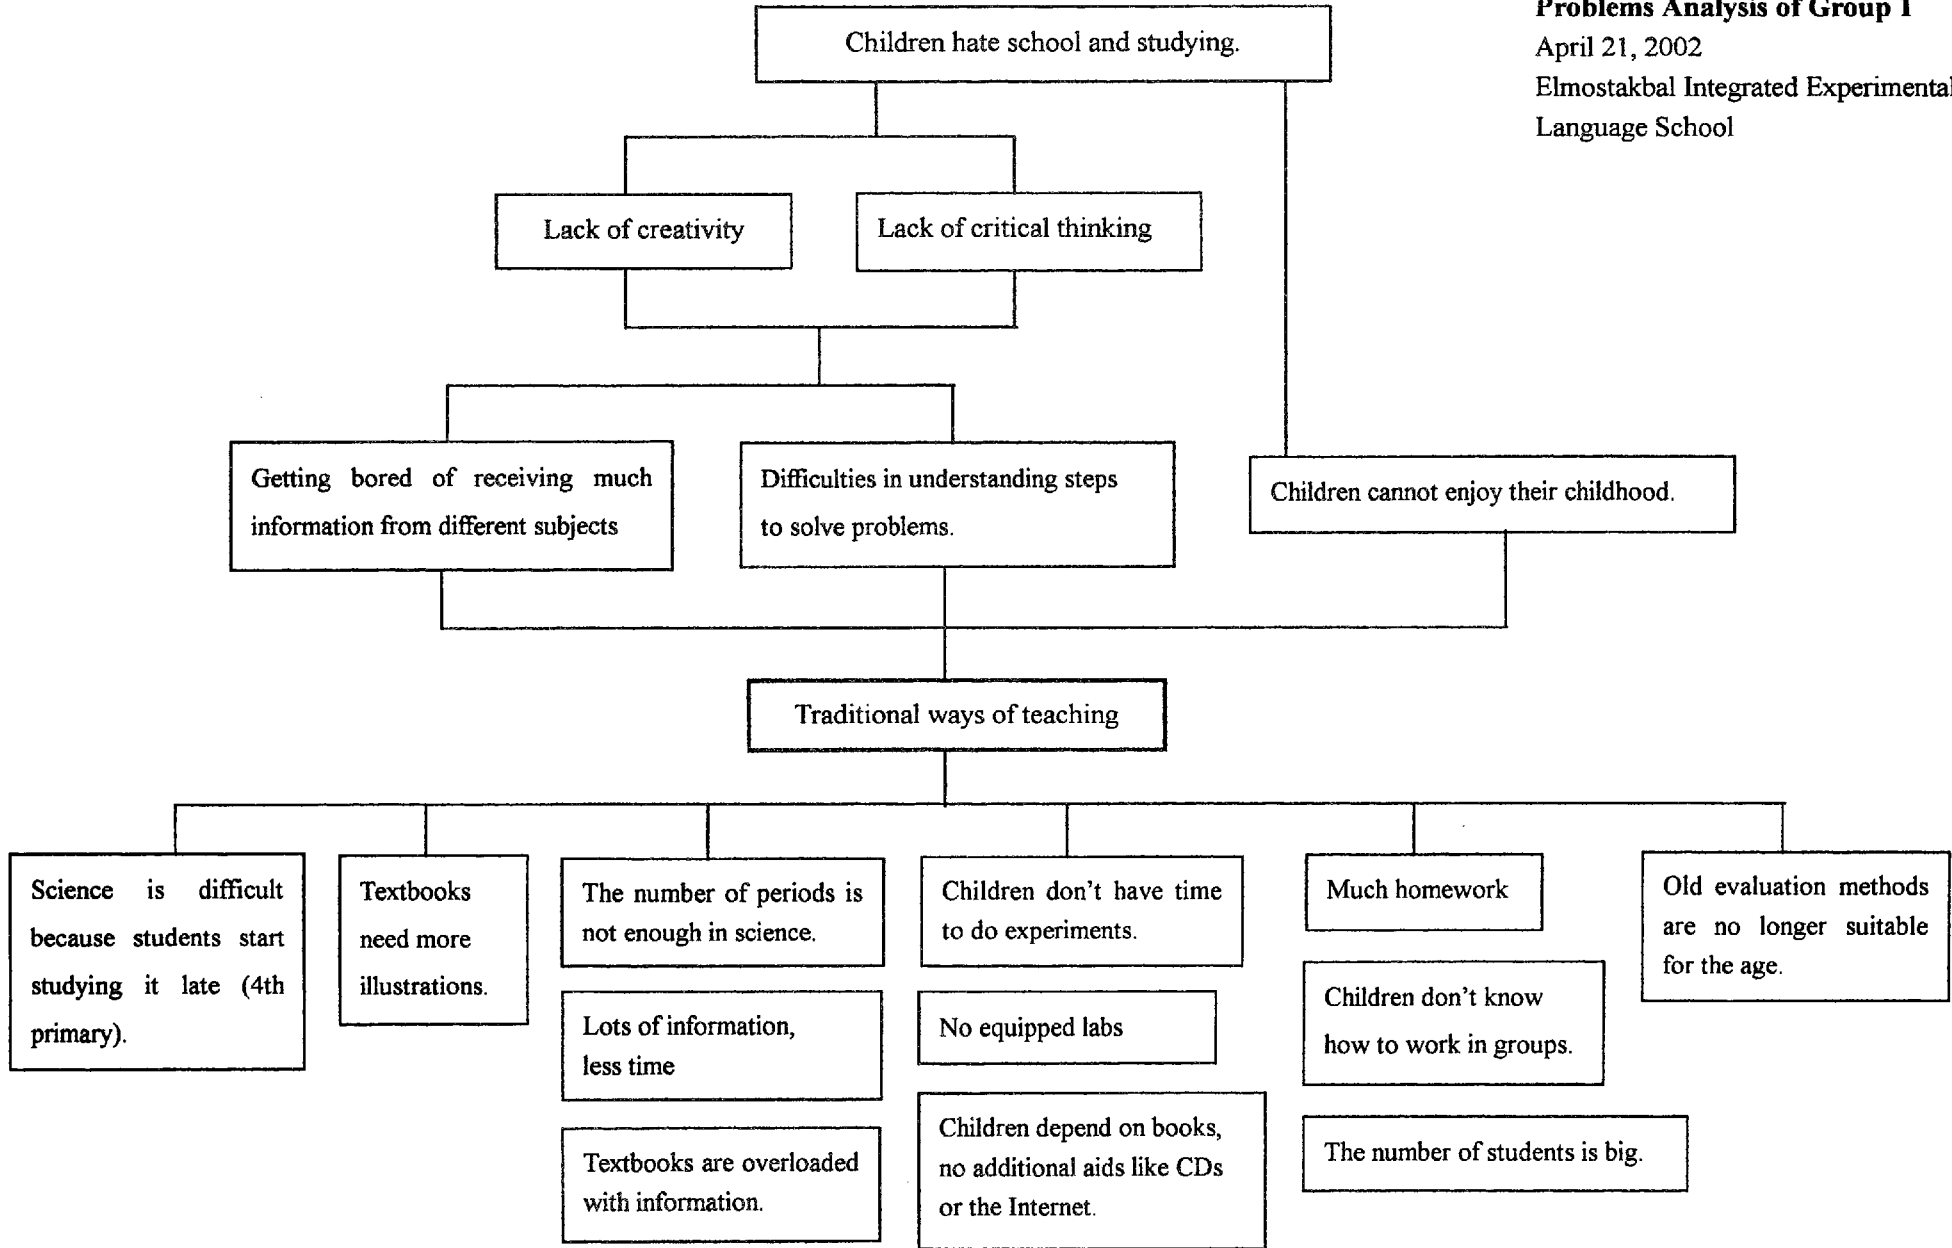 Problems Analysis of Group 1
April 21, 2002
Elmostakbal Integrated Experimental
Language School
Children hate school and studying.
Lack of creativity
Lack of critical thinking
Getting bored of receiving much
information from different subjects
Difficulties in understanding steps
to solve problems.
Children cannot enjoy their childhood.
Traditional ways of teaching
Science is difficult
because students start
studying it late (4th
primary).
Textbooks
need more
illustrations.
The number of periods is
not enough in science.
Lots of information,
less time
Textbooks are overloaded
with information.
Children don't have time
to do experiments.
No equipped labs
Children depend on books,
no additional aids like CDs
or the Internet.
Much homework
Children don't know
how to work in groups.
The number of students is big.
Old evaluation methods
are no longer suitable
for the age.